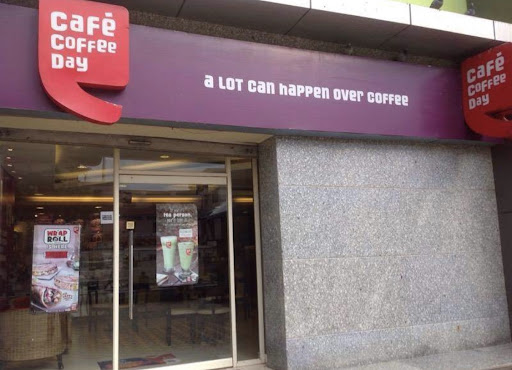 café
coffee
Day
a LOT can happen over coffee
café
coffee
Day
WRAP
ROLL